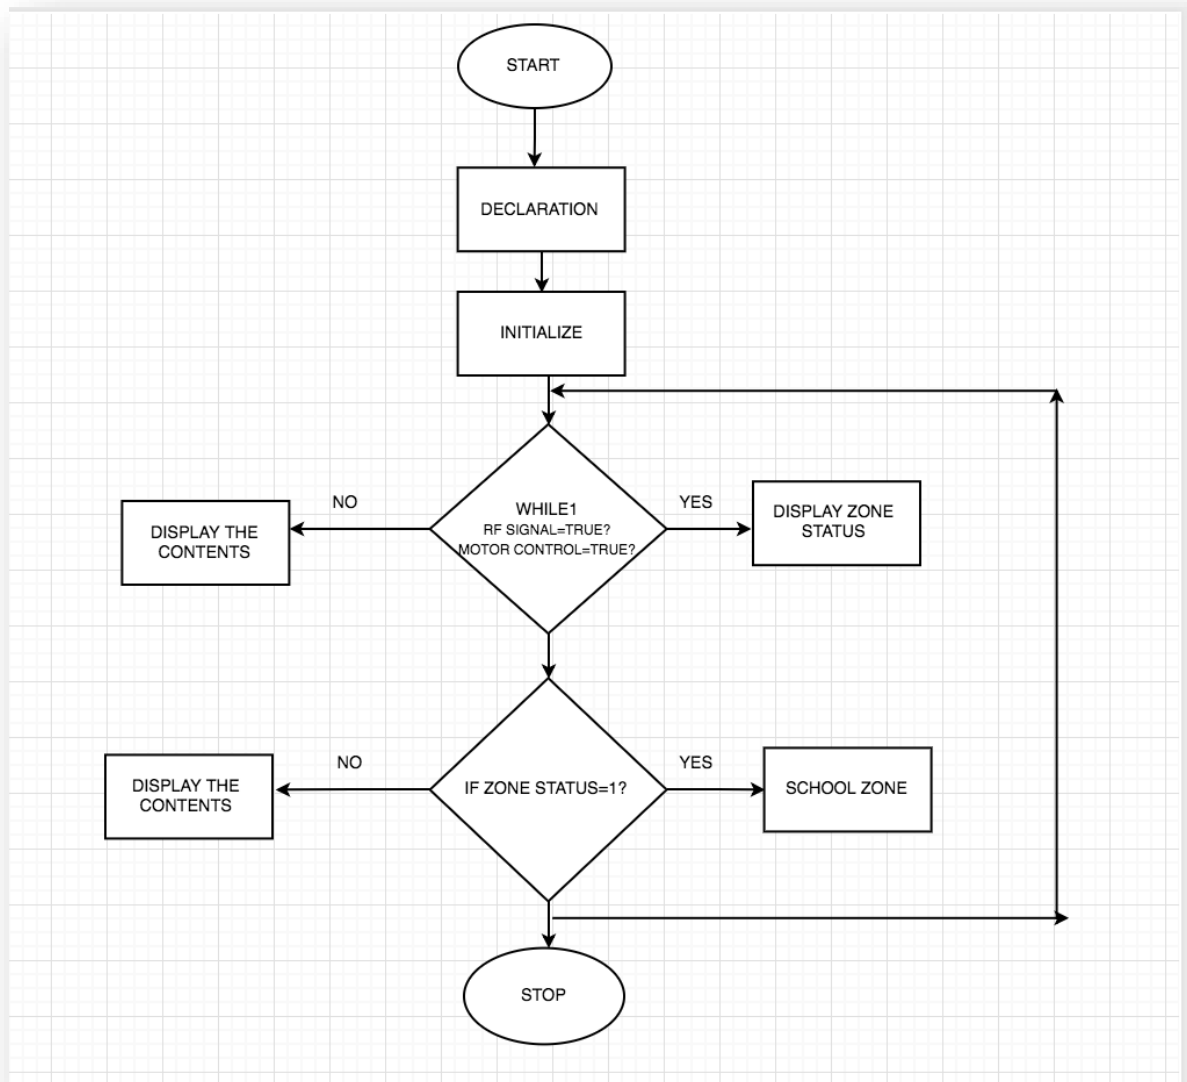 START
DECLARATION
INITIALIZE
NO
WHILE1
RF SIGNAL=TRUE?
MOTOR CONTROL=TRUE?
YES
DISPLAY THE
CONTENTS
DISPLAY ZONE
STATUS
NO
IF ZONE STATUS=1?
YES
DISPLAY THE
CONTENTS
SCHOOL ZONE
STOP